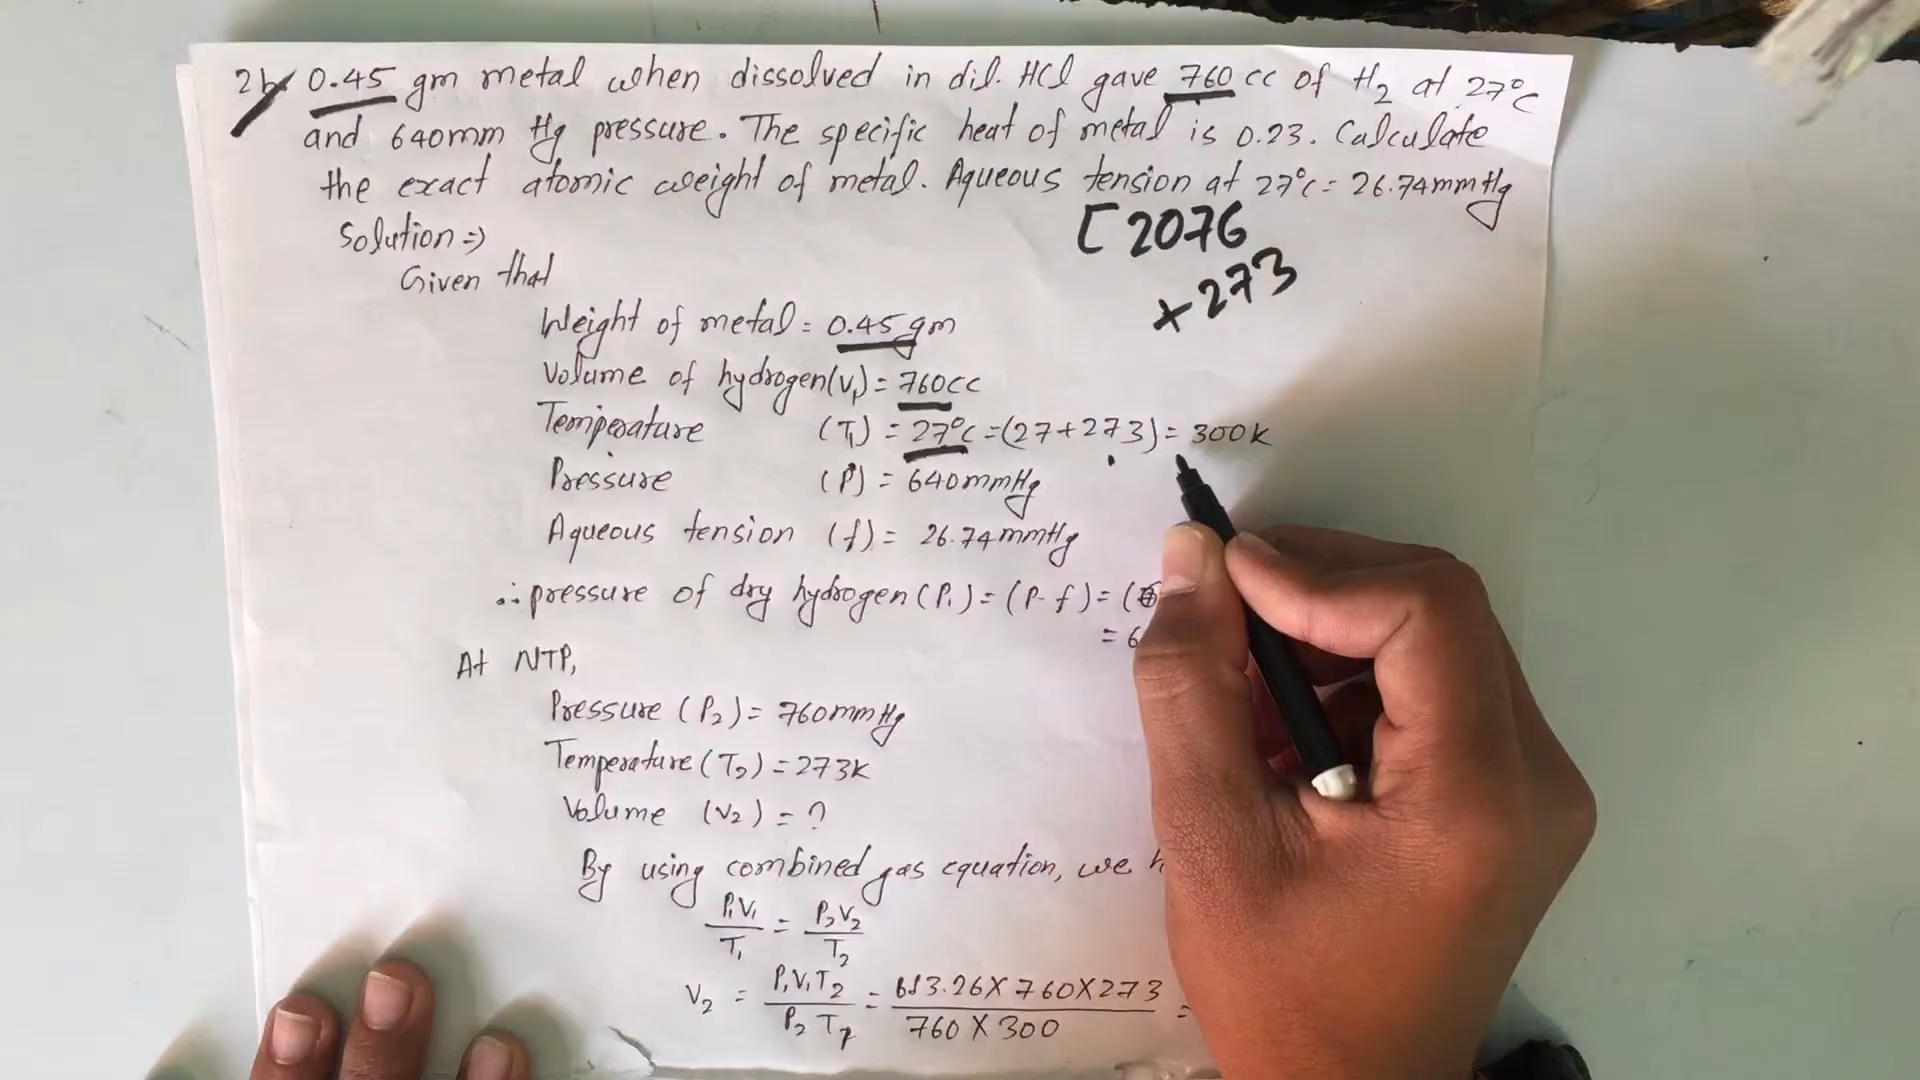 2b 0.45 gm metal when dissolved in dil. HCl gave 760 cc of H2 at 27°C
and 640mm Hg pressure. The specific heat of metal is 0.23. Calculate
the exact atomic weight of metal. Aqueous tension at 27°C = 26.74mmHg
[2076
+273
Solution =>
Given that
Weight of metal = 0.45 gm
Volume of hydrogen (V1) = 760cc
Temperature (T1) = 27°C = (27+273) = 300K
Pressure (P) = 640mmHg
Aqueous tension (f) = 26.74mmHg
∴ pressure of dry hydrogen (P1) = (P-f) = (6
= 6
At NTP,
Pressure (P2) = 760mmHg
Temperature (T2) = 273K
Volume (V2) = ?
By using combined gas equation, we h
P1V1/T1 = P2V2/T2
V2 = P1V1T2/P2T1 = 613.26X760X273/760X300 =